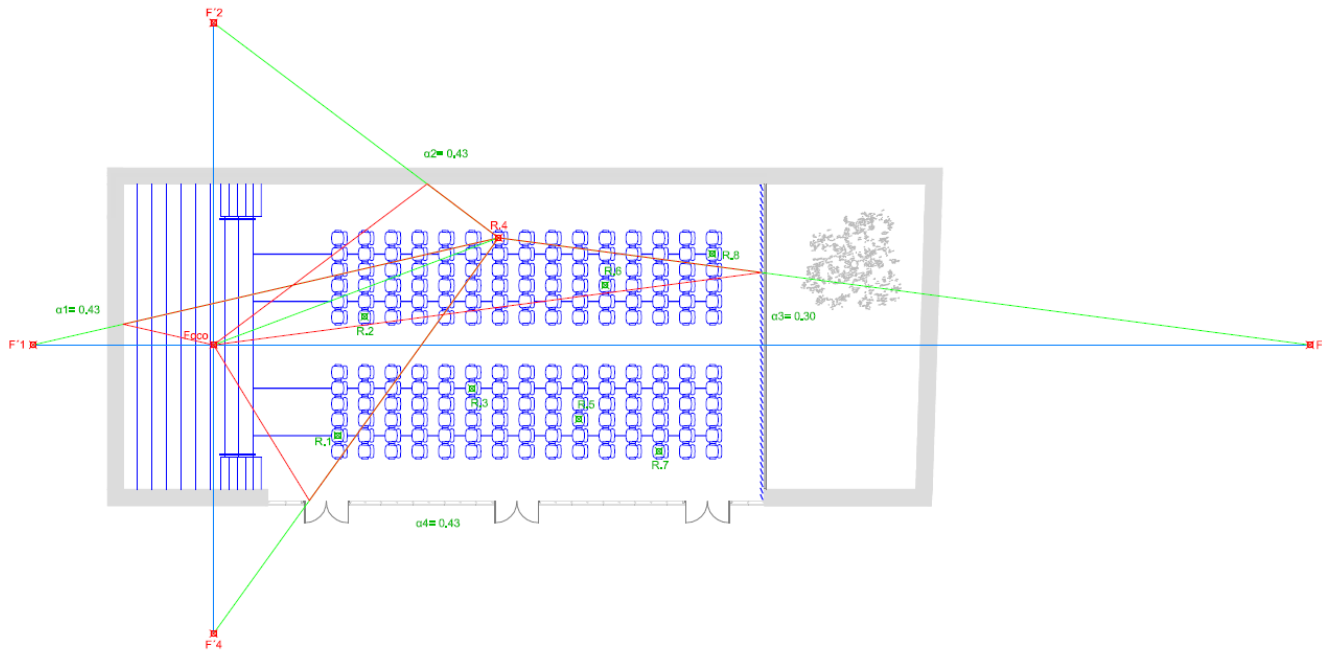 F´2
α2= 0.43
R.4
R.8
R.6
α1= 0.43
α3= 0.30
R.2
Foco
F´1
F
R.3
R.5
R.1
R.7
α4= 0.43
F´4